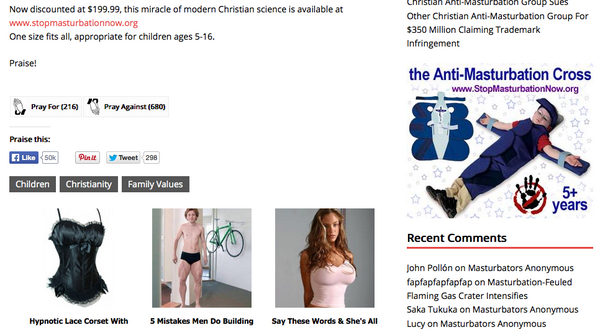 Now discounted at $199.99, this miracle of modern Christian science is available at
www.stopmasturbationnow.org
One size fits all, appropriate for children ages 5-16.
Praise!
Pray For (216)
Pray Against (680)
Praise this:
Like
50k
Pin it
Tweet
298
Children
Christianity
Family Values
Hypnotic Lace Corset With
5 Mistakes Men Do Building
Say These Words & She's All
Christian Anti-Masturbation Group Sues
Other Christian Anti-Masturbation Group For
$350 Million Claiming Trademark
Infringement
the Anti-Masturbation Cross
www.StopMasturbationNow.org
5+
years
Recent Comments
John Pollón on Masturbators Anonymous
fapfapfapfapfap on Masturbation-Feuled
Flaming Gas Crater Intensifies
Saka Tukuka on Masturbators Anonymous
Lucy on Masturbators Anonymous